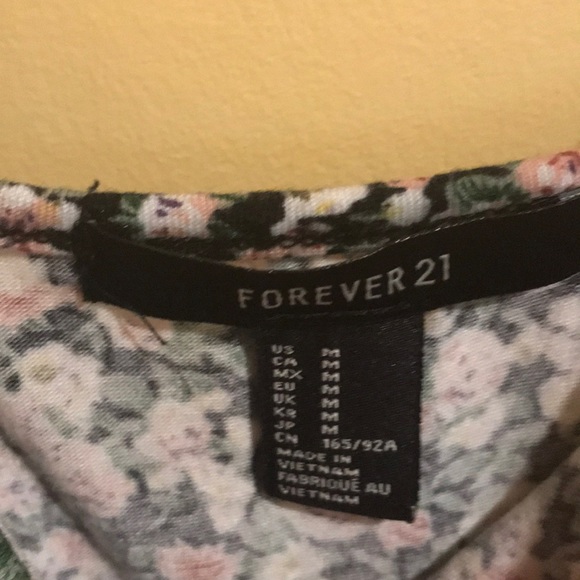 FOREVER 21
US M
CA M
MX M
EU M
UK M
KR M
JP M
CN 165/92A
MADE IN
VIETNAM
FABRIQUÉ AU
VIETNAM